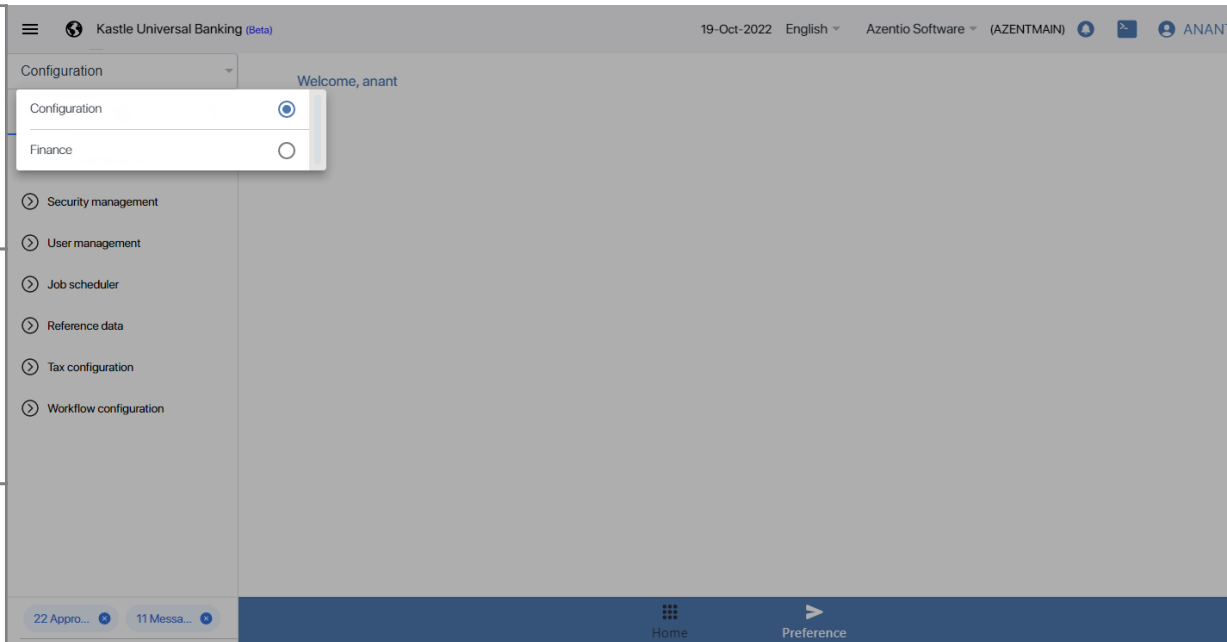 Kastle Universal Banking (Beta)
19-Oct-2022 English Azentio Software (AZENTMAIN) ANANT
Configuration
Welcome, anant
Configuration
Finance
Security management
User management
Job scheduler
Reference data
Tax configuration
Workflow configuration
22 Appro... 11 Messa...
Home Preference